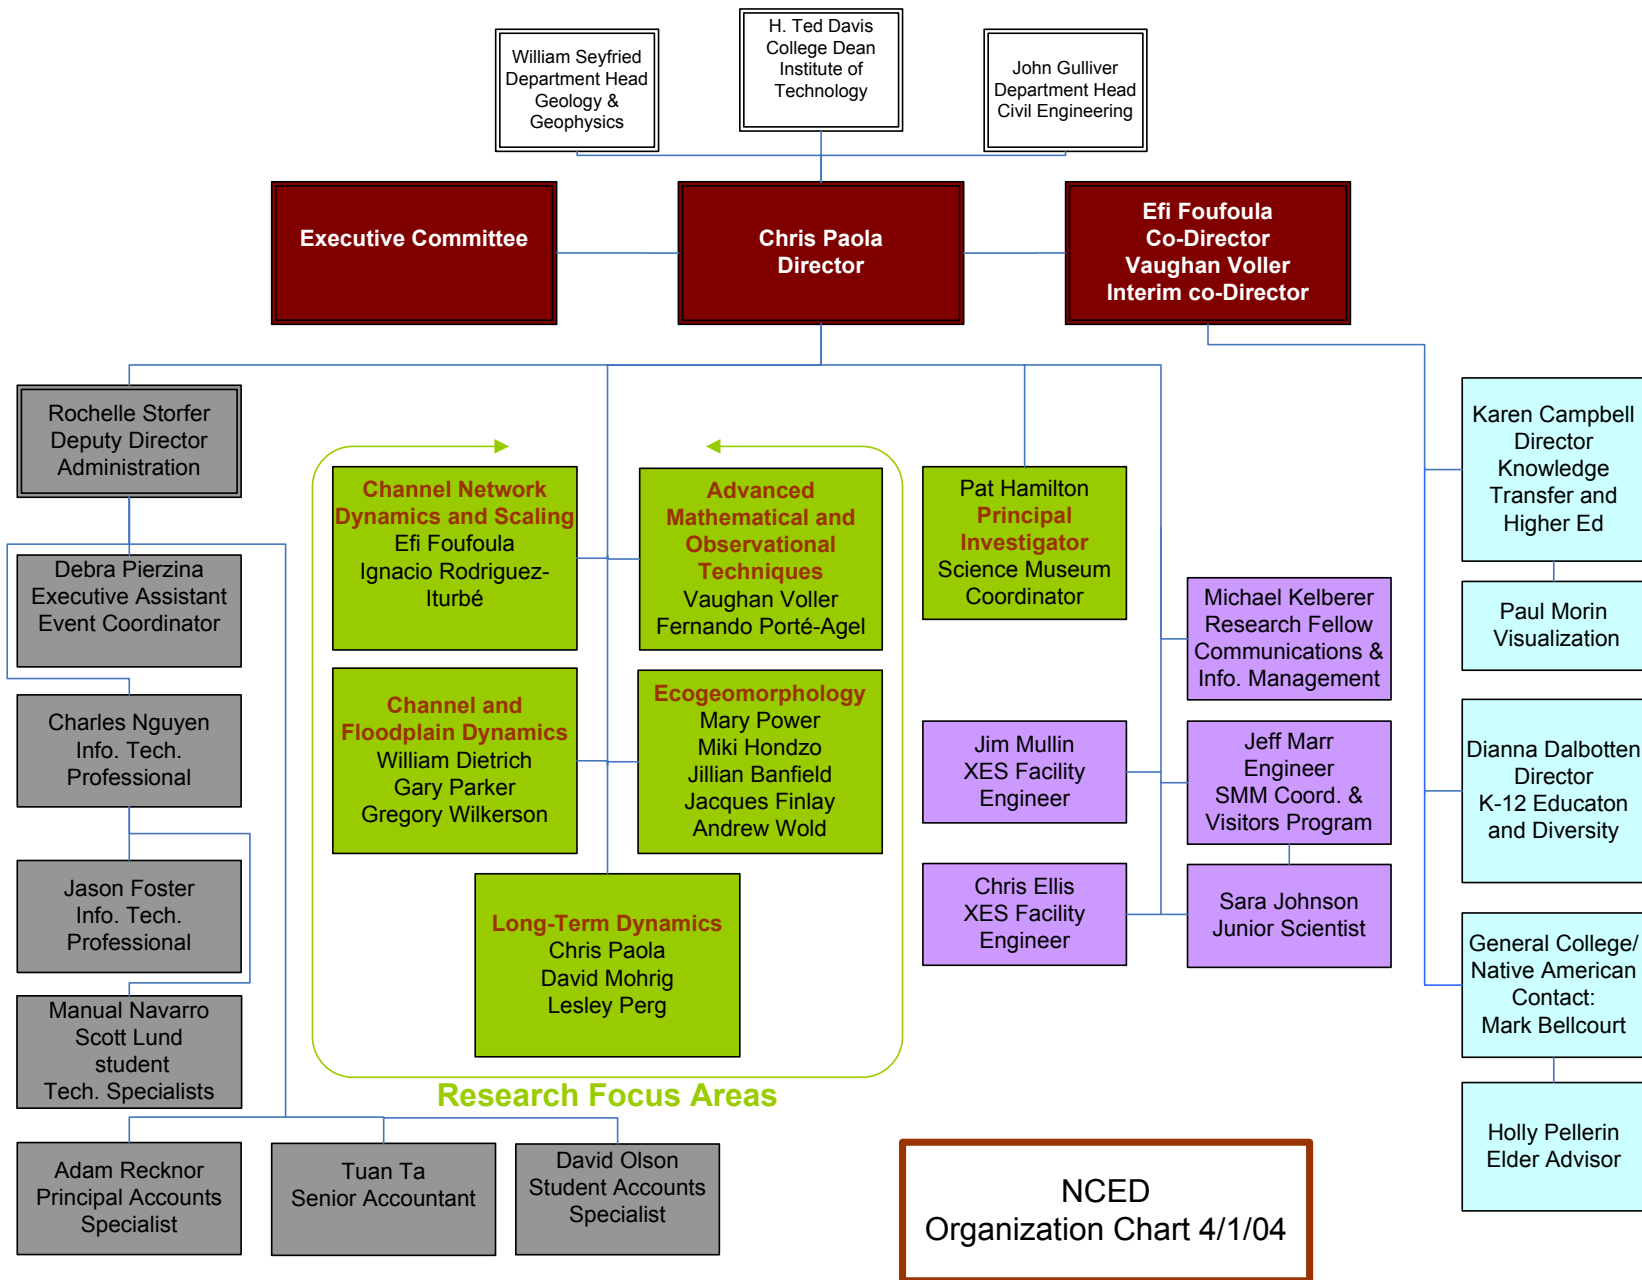 William Seyfried
Department Head
Geology &
Geophysics
H. Ted Davis
College Dean
Institute of
Technology
John Gulliver
Department Head
Civil Engineering
Executive Committee
Chris Paola
Director
Efi Foufoula
Co-Director
Vaughan Voller
Interim co-Director
Rochelle Storfer
Deputy Director
Administration
Debra Pierzina
Executive Assistant
Event Coordinator
Charles Nguyen
Info. Tech.
Professional
Jason Foster
Info. Tech.
Professional
Manual Navarro
Scott Lund
student
Tech. Specialists
Adam Recknor
Principal Accounts
Specialist
Tuan Ta
Senior Accountant
David Olson
Student Accounts
Specialist
Channel Network
Dynamics and Scaling
Efi Foufoula
Ignacio Rodriguez-
Iturbé
Advanced
Mathematical and
Observational
Techniques
Vaughan Voller
Fernando Porté-Agel
Channel and
Floodplain Dynamics
William Dietrich
Gary Parker
Gregory Wilkerson
Ecogeomorphology
Mary Power
Miki Hondzo
Jillian Banfield
Jacques Finlay
Andrew Wold
Long-Term Dynamics
Chris Paola
David Mohrig
Lesley Perg
Research Focus Areas
Pat Hamilton
Principal
Investigator
Science Museum
Coordinator
Michael Kelberer
Research Fellow
Communications &
Info. Management
Jim Mullin
XES Facility
Engineer
Jeff Marr
Engineer
SMM Coord. &
Visitors Program
Chris Ellis
XES Facility
Engineer
Sara Johnson
Junior Scientist
Karen Campbell
Director
Knowledge
Transfer and
Higher Ed
Paul Morin
Visualization
Dianna Dalbotten
Director
K-12 Educaton
and Diversity
General College/
Native American
Contact:
Mark Bellcourt
Holly Pellerin
Elder Advisor
NCED
Organization Chart 4/1/04